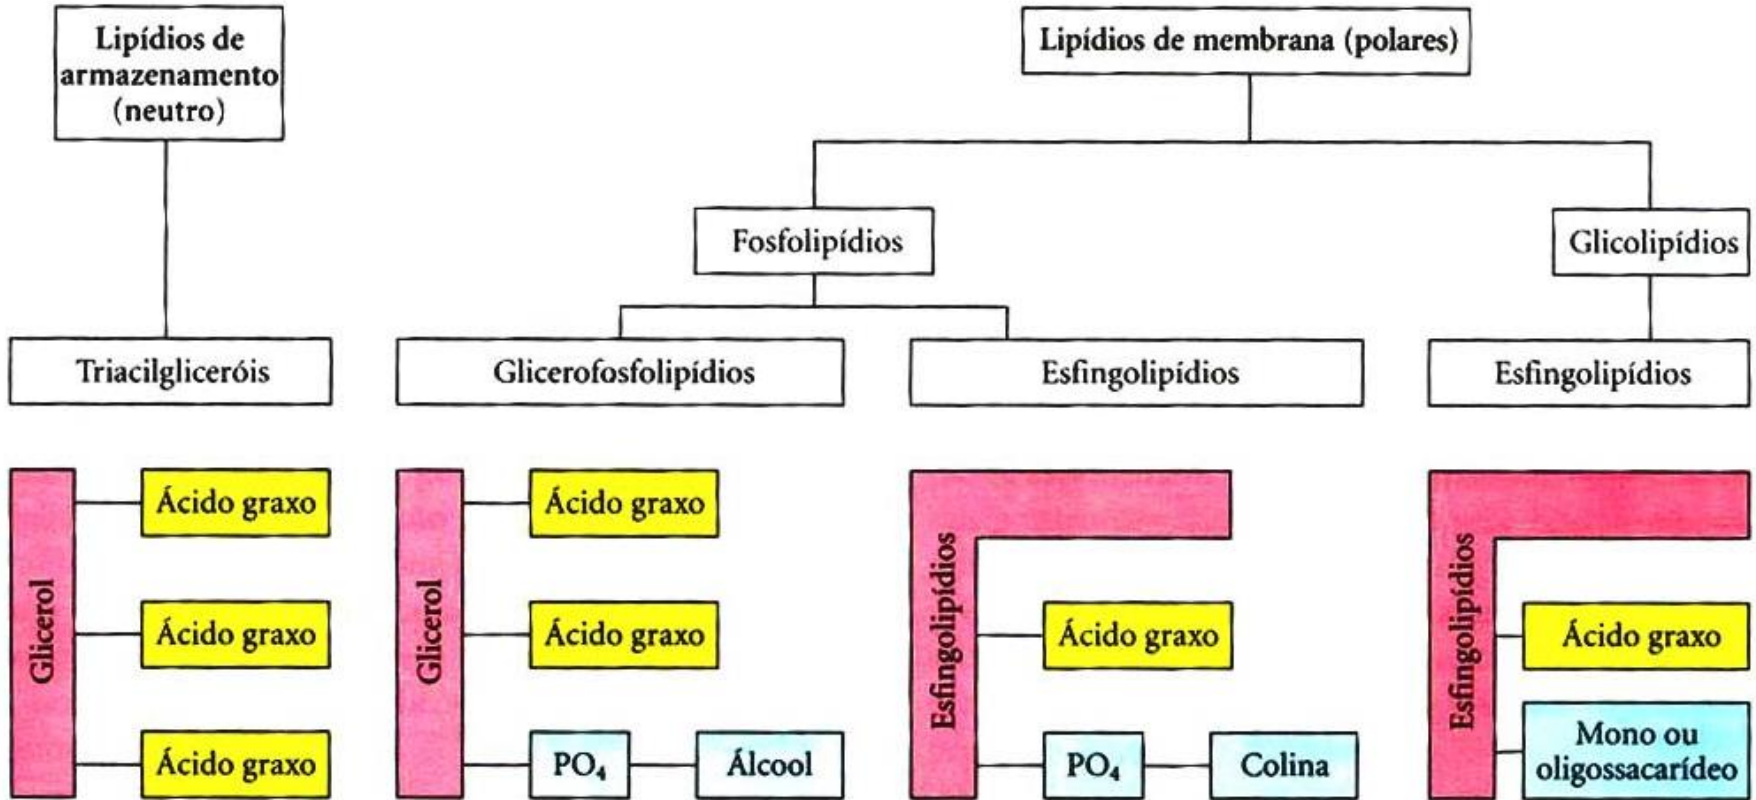 Lipídios de
armazenamento
(neutro)
Lipídios de membrana (polares)
Fosfolipídios
Glicolipídios
Triacilgliceróis
Glicerofosfolipídios
Esfingolipídios
Esfingolipídios
Glicerol
Ácido graxo
Ácido graxo
Ácido graxo
Glicerol
Ácido graxo
Ácido graxo
PO₄
Álcool
Esfingolipídios
Ácido graxo
PO₄
Colina
Esfingolipídios
Ácido graxo
Mono ou
oligossacarídeo